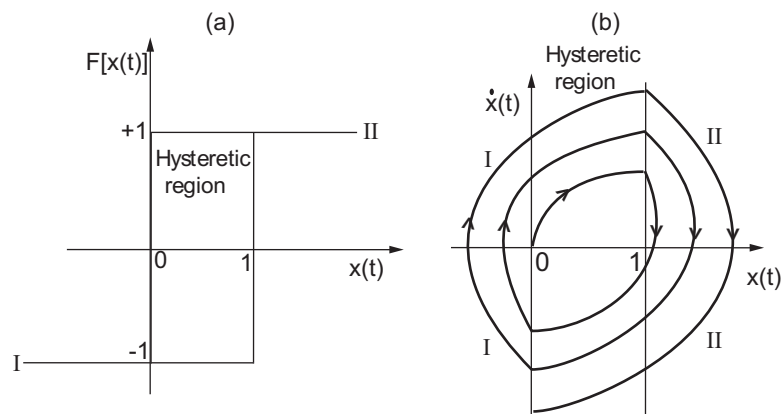 (a)
F[x(t)]
+1
II
Hysteretic
region
0
1
x(t)
I
-1
(b)
Hysteretic
region
ẋ(t)
I
II
0
1
x(t)
I
II